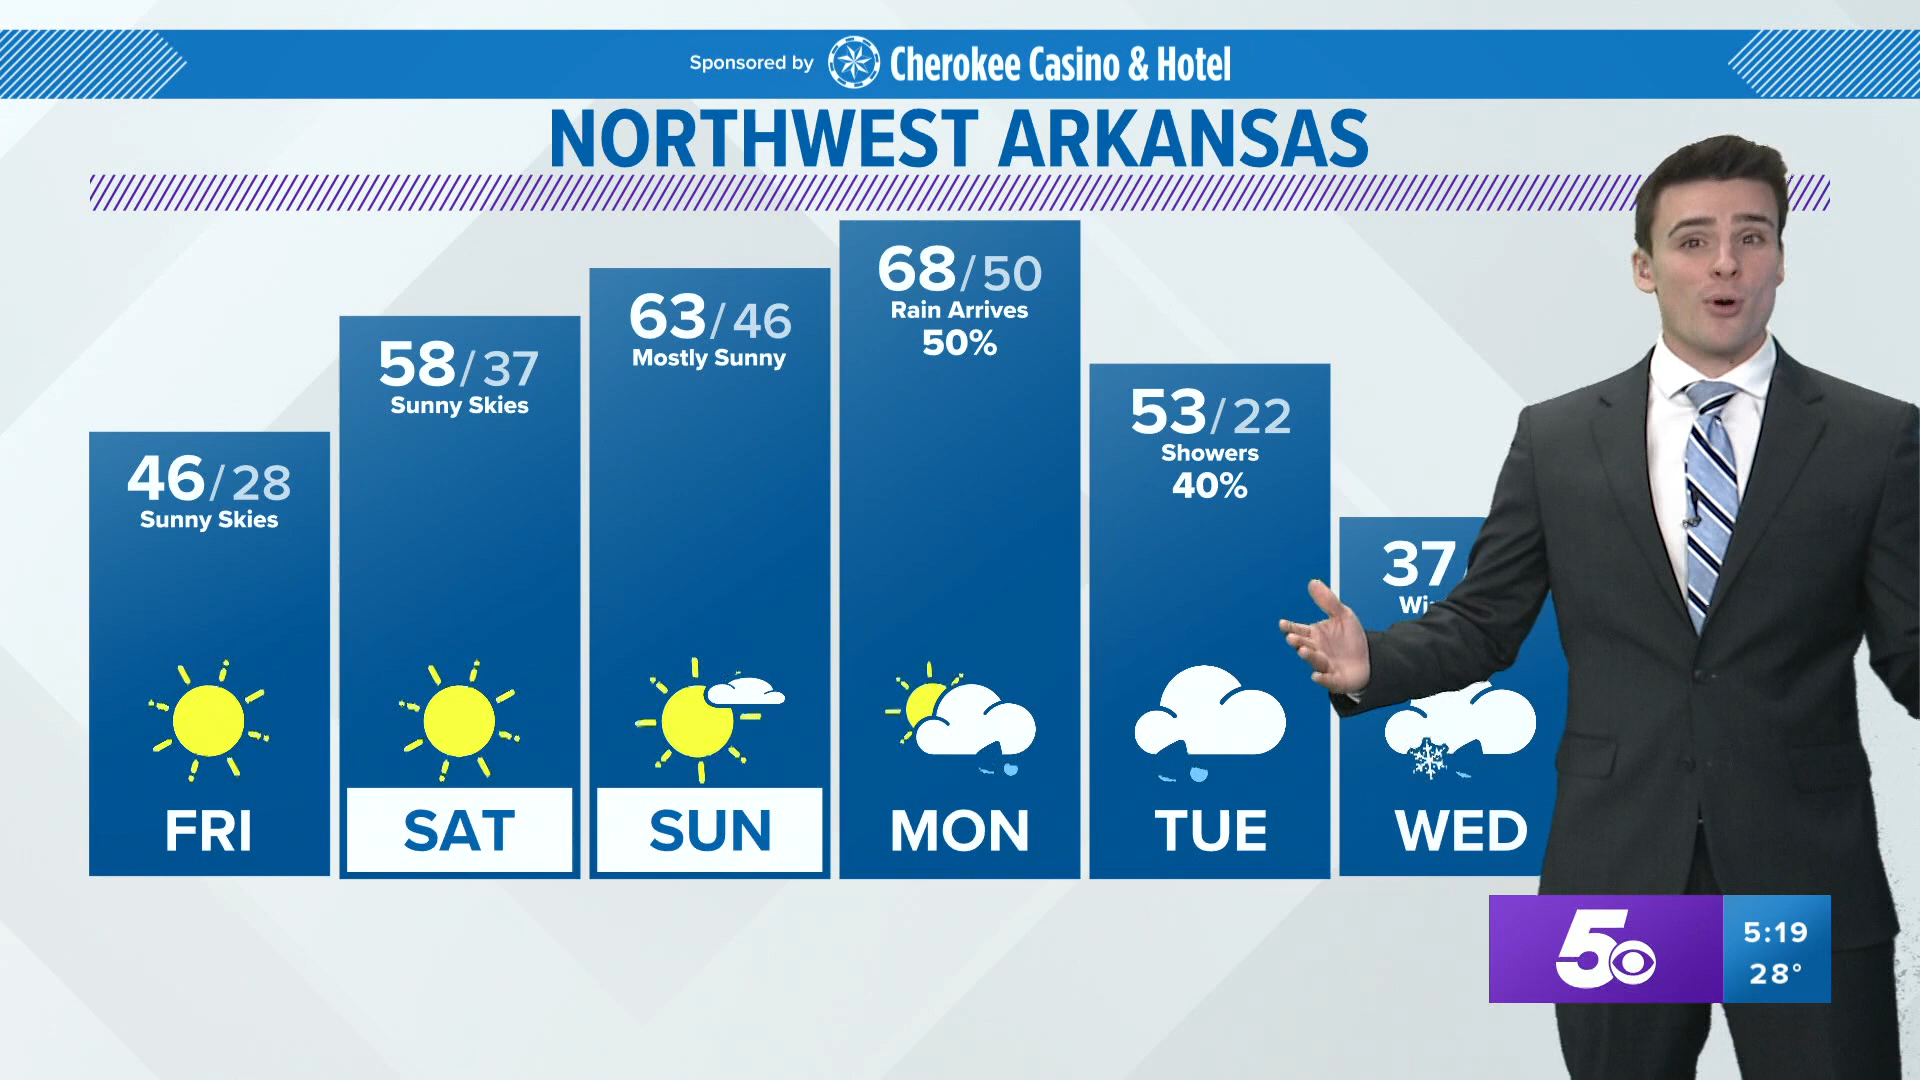 Sponsored by Cherokee Casino & Hotel
NORTHWEST ARKANSAS
46/28
Sunny Skies
FRI
58/37
Sunny Skies
SAT
63/46
Mostly Sunny
SUN
68/50
Rain Arrives
50%
MON
53/22
Showers
40%
TUE
37
WED
5
5:19
28°